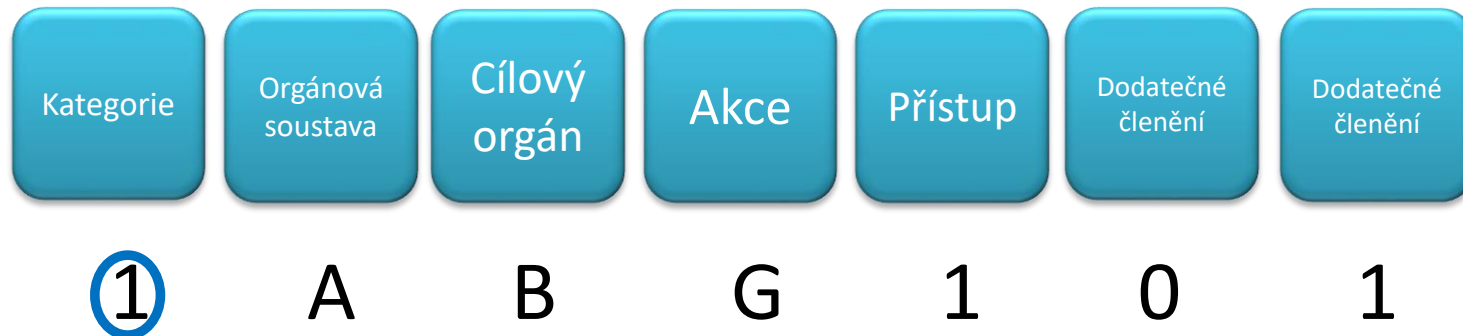 Kategorie
Orgánová
soustava
Cílový
orgán
Akce
Přístup
Dodatečné
členění
Dodatečné
členění
1 A B G 1 0 1